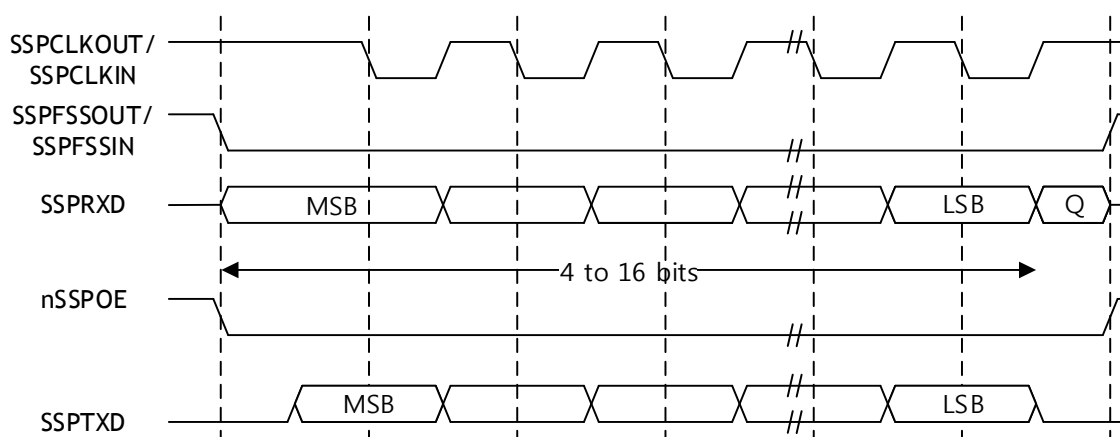 SSPCLKOUT/
SSPCLKIN
SSPFSSOUT/
SSPFSSIN
SSPRXD MSB LSB Q
4 to 16 bits
nSSPOE
SSPTXD MSB LSB